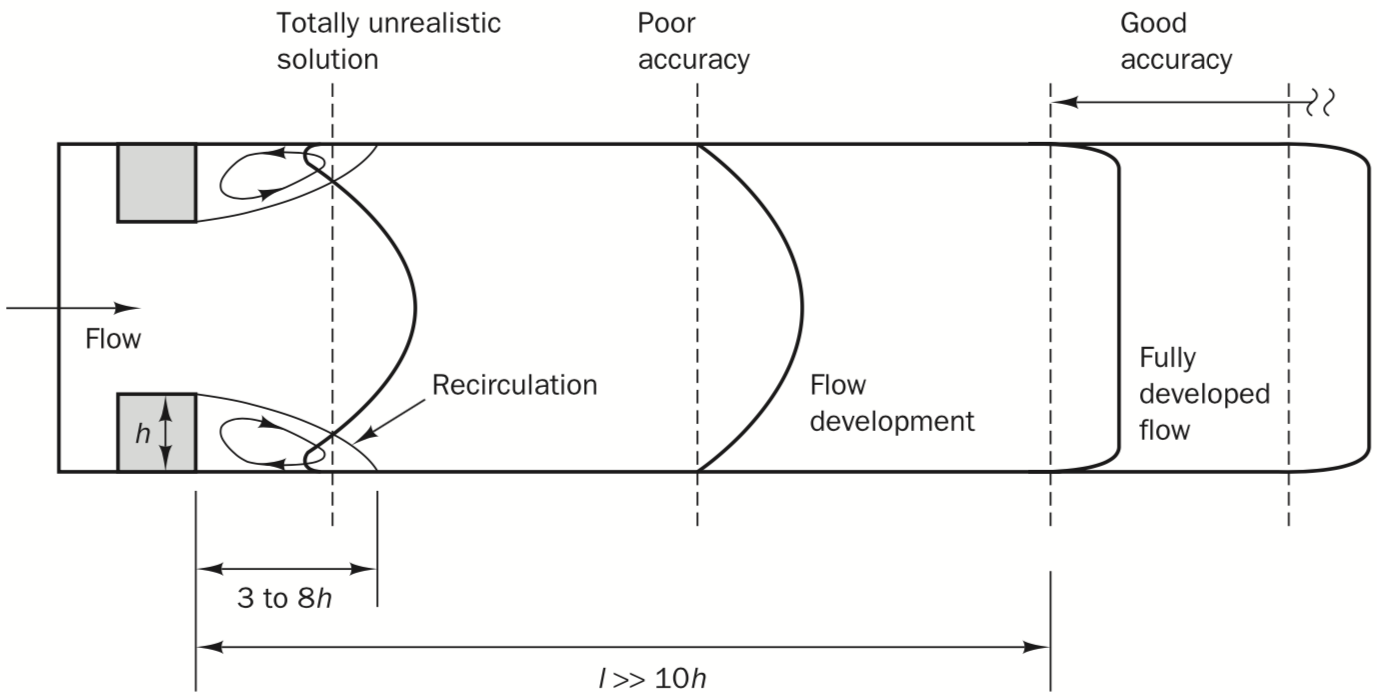 Totally unrealistic
solution
Poor
accuracy
Good
accuracy
Flow
Recirculation
h
Flow
development
Fully
developed
flow
3 to 8h
l >> 10h